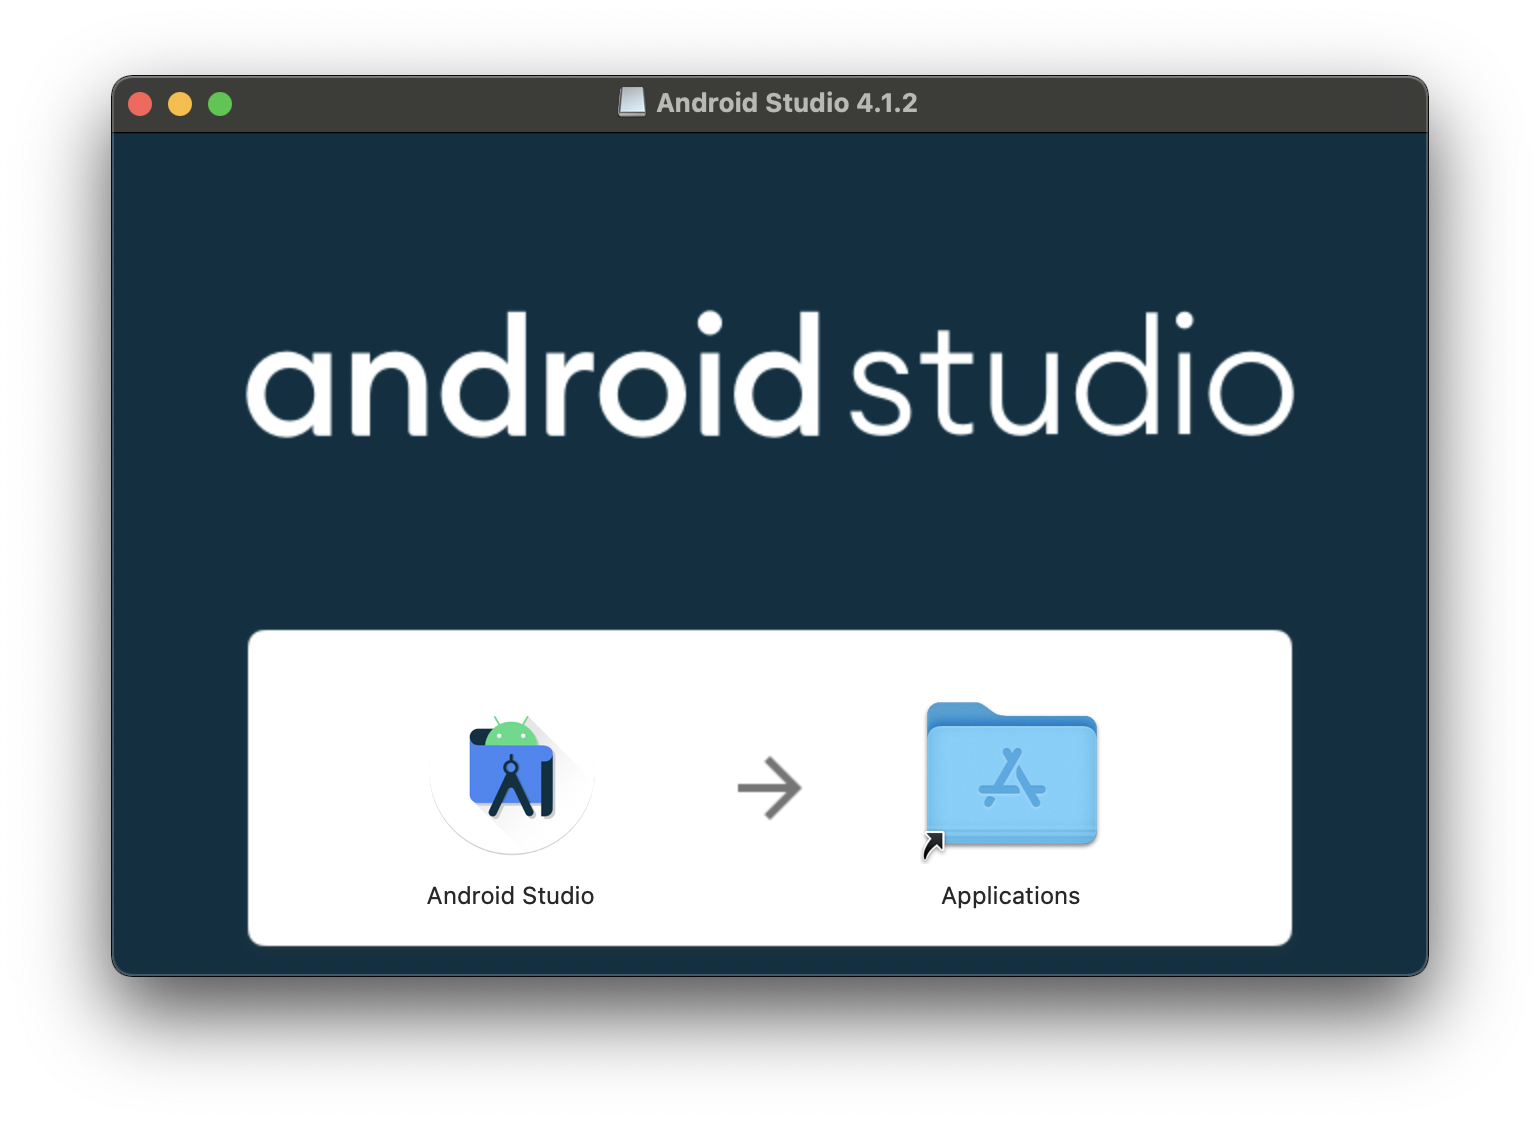 Android Studio 4.1.2
android studio
Android Studio
Applications